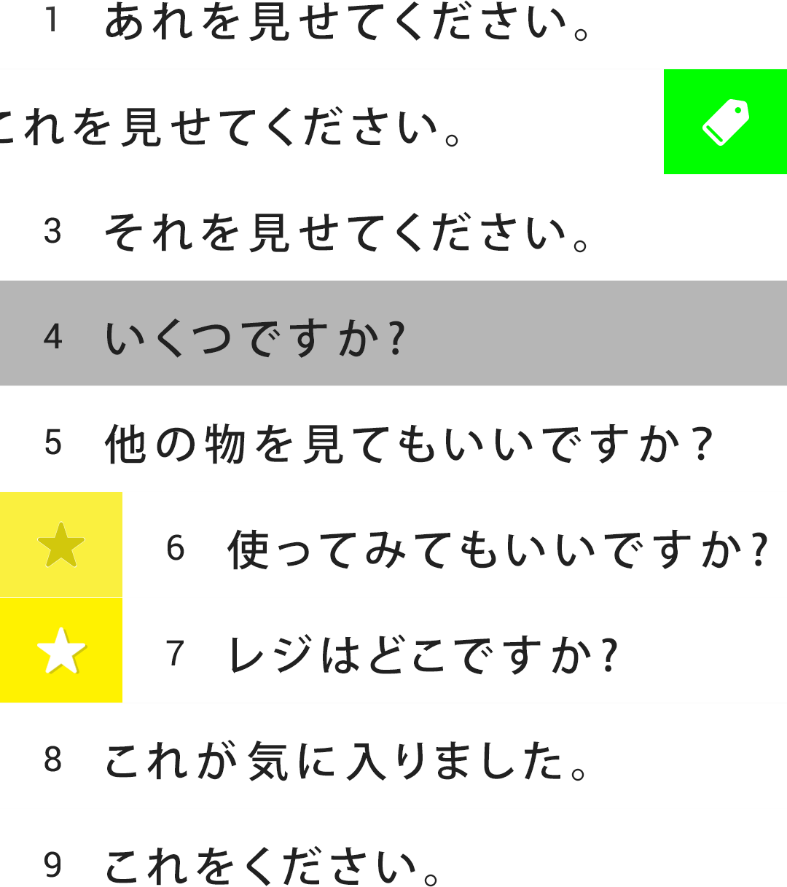 1 あれを見せてください。
これを見せてください。
3 それを見せてください。
4 いくつですか?
5 他の物を見てもいいですか？
6 使ってみてもいいですか?
7 レジはどこですか?
8 これが気に入りました。
9 これをください。